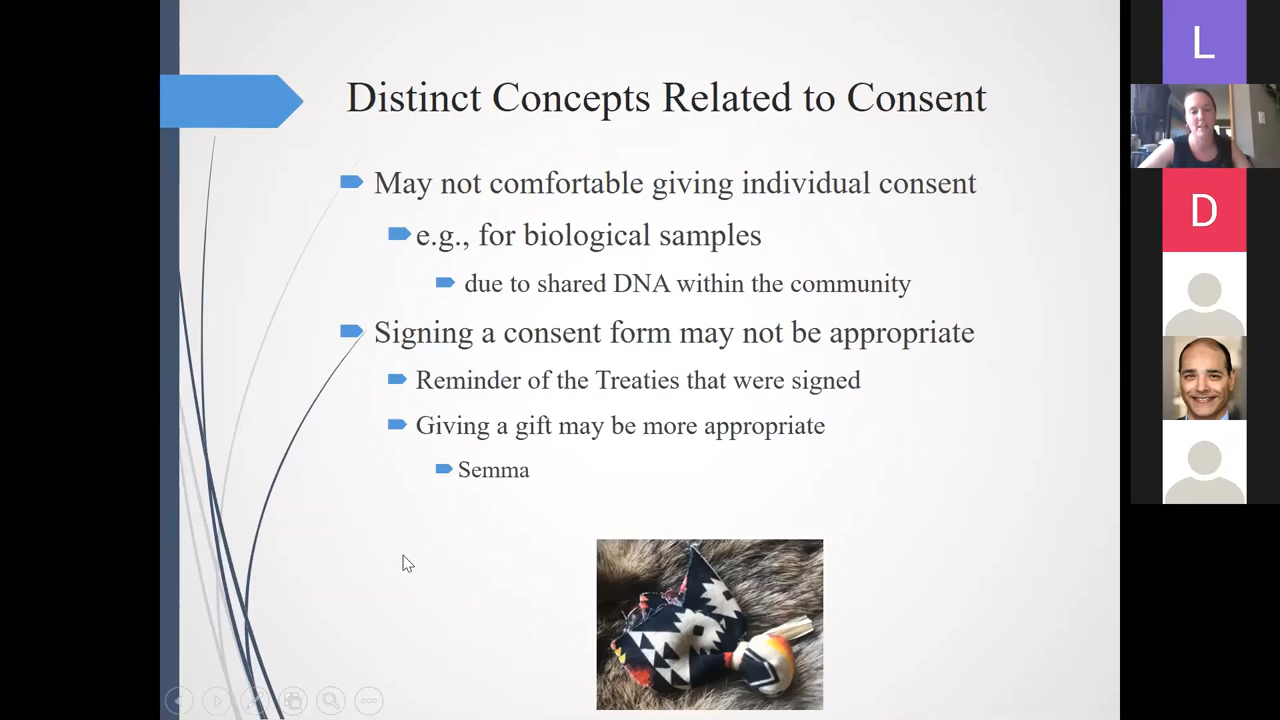 Distinct Concepts Related to Consent
May not comfortable giving individual consent
e.g., for biological samples
due to shared DNA within the community
Signing a consent form may not be appropriate
Reminder of the Treaties that were signed
Giving a gift may be more appropriate
Semma
L
D